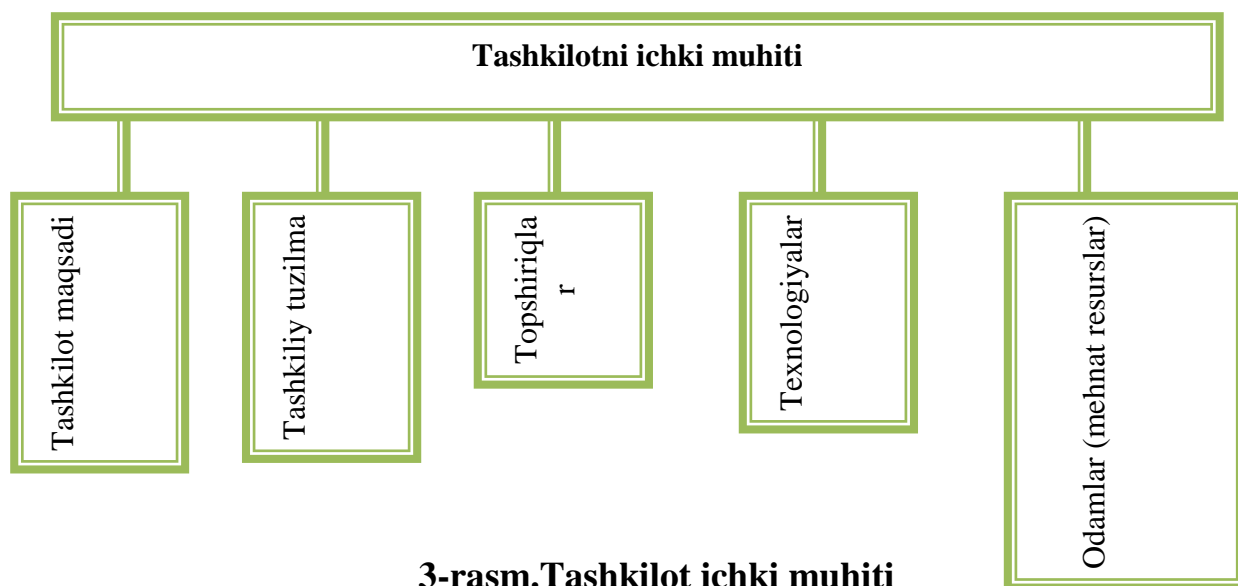 Tashkilotni ichki muhiti
Tashkilot maqsadi
Tashkiliy tuzilma
Topshiriqla
r
Texnologiyalar
Odamlar (mehnat resurslar)
3-rasm.Tashkilot ichki muhiti